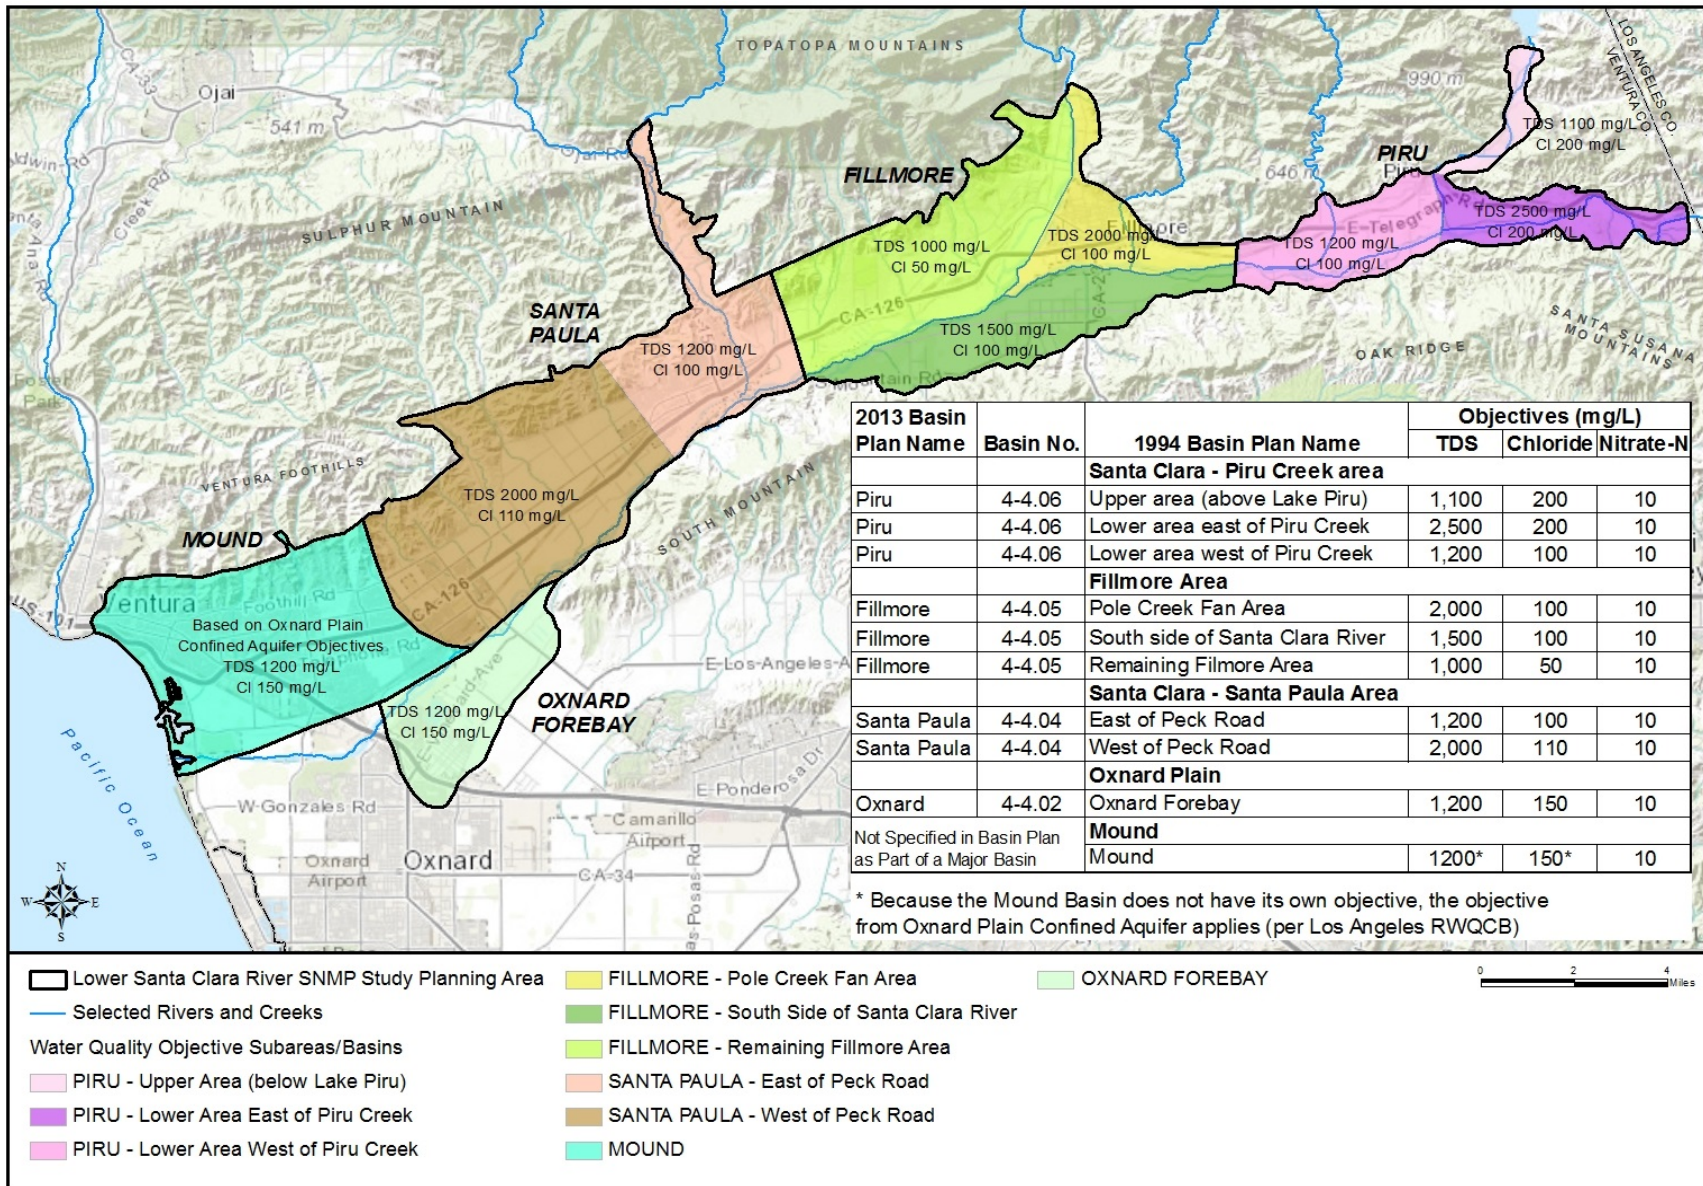 TOPATOPA MOUNTAINS
LOS ANGELES CO.
VENTURA CO.
CA-33
Ojai
541 m
990 m
Ojai-Rd
TDS 1100 mg/L
Cl 200 mg/L
PIRU
Piru
646 m
FILLMORE
SULPHUR MOUNTAIN
E-Telegraph-Rd
TDS 2500 mg/L
Cl 200 mg/L
TDS 2000 mg/L
Cl 100 mg/L
Fillmore
TDS 1000 mg/L
Cl 50 mg/L
TDS 1200 mg/L
Cl 100 mg/L
SANTA
PAULA
CA-126
TDS 1500 mg/L
Cl 100 mg/L
SANTA SUSANA
MOUNTAINS
OAK RIDGE
TDS 1200 mg/L
Cl 100 mg/L
VENTURA FOOTHILLS
TDS 2000 mg/L
Cl 110 mg/L
SOUTH MOUNTAIN
MOUND
CA-126
US-101
Ventura
Foothill Rd
Based on Oxnard Plain
Confined Aquifer Objectives
TDS 1200 mg/L
Cl 150 mg/L
E-Los-Angeles-A
OXNARD
FOREBAY
TDS 1200 mg/L
Cl 150 mg/L
Pacific Ocean
W-Gonzales Rd
E-Ponderosa Dr
Camarillo
Airport
Oxnard
Airport
Oxnard
CA-34
as-Posas-Rd
N
W E
S
2013 Basin Plan Name Basin No. 1994 Basin Plan Name Objectives (mg/L)
TDS Chloride Nitrate-N
Santa Clara - Piru Creek area
Piru 4-4.06 Upper area (above Lake Piru) 1,100 200 10
Piru 4-4.06 Lower area east of Piru Creek 2,500 200 10
Piru 4-4.06 Lower area west of Piru Creek 1,200 100 10
Fillmore Area
Fillmore 4-4.05 Pole Creek Fan Area 2,000 100 10
Fillmore 4-4.05 South side of Santa Clara River 1,500 100 10
Fillmore 4-4.05 Remaining Filmore Area 1,000 50 10
Santa Clara - Santa Paula Area
Santa Paula 4-4.04 East of Peck Road 1,200 100 10
Santa Paula 4-4.04 West of Peck Road 2,000 110 10
Oxnard Plain
Oxnard 4-4.02 Oxnard Forebay 1,200 150 10
Not Specified in Basin Plan
as Part of a Major Basin
Mound
Mound 1200* 150* 10
* Because the Mound Basin does not have its own objective, the objective
from Oxnard Plain Confined Aquifer applies (per Los Angeles RWQCB)
Lower Santa Clara River SNMP Study Planning Area
Selected Rivers and Creeks
Water Quality Objective Subareas/Basins
PIRU - Upper Area (below Lake Piru)
PIRU - Lower Area East of Piru Creek
PIRU - Lower Area West of Piru Creek
FILLMORE - Pole Creek Fan Area
FILLMORE - South Side of Santa Clara River
FILLMORE - Remaining Fillmore Area
SANTA PAULA - East of Peck Road
SANTA PAULA - West of Peck Road
MOUND
OXNARD FOREBAY
0 2 4
Miles